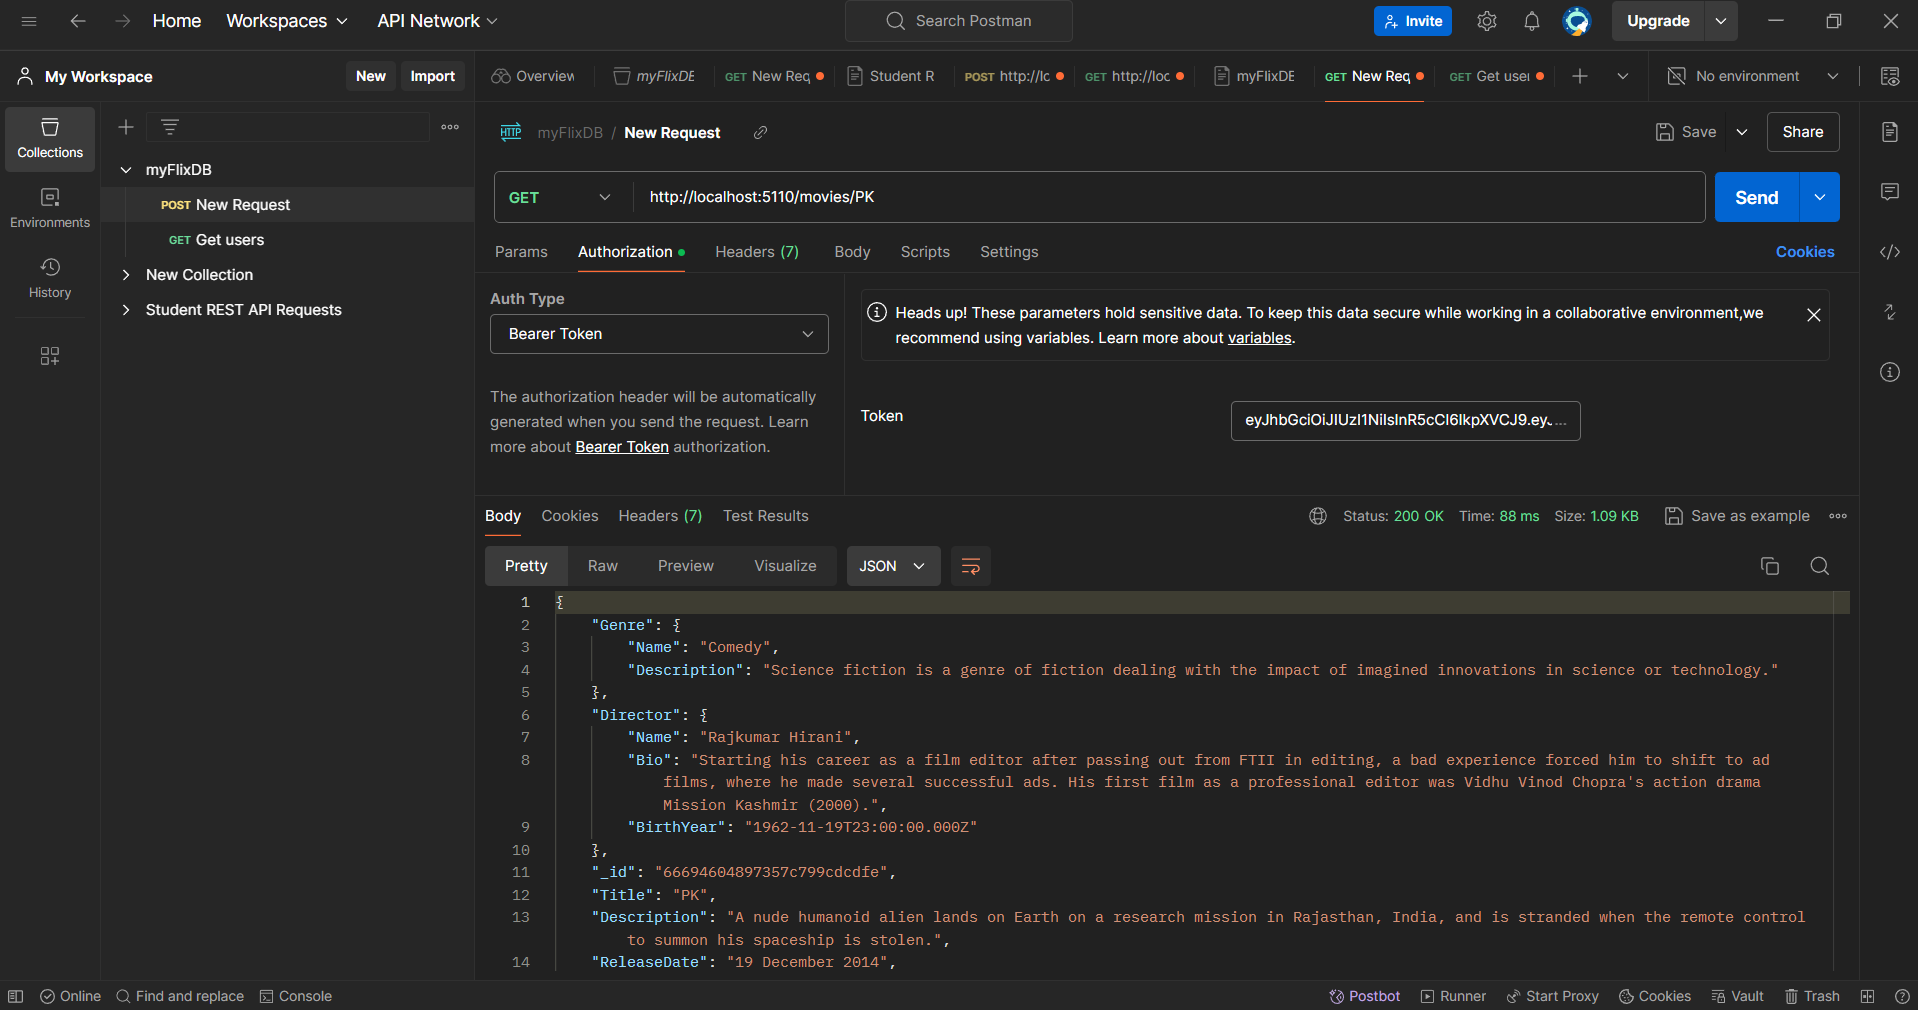 Home Workspaces API Network Search Postman Invite Upgrade
My Workspace New Import Overview myFlixDB GET New Req Student R POST http://lc GET http://loc myFlixDB GET New Req GET Get user No environment
Collections
Environments
History
myFlixDB
POST New Request
GET Get users
New Collection
Student REST API Requests
HTTP myFlixDB / New Request Save Share
GET http://localhost:5110/movies/PK Send
Params Authorization Headers (7) Body Scripts Settings Cookies
Auth Type
Bearer Token
The authorization header will be automatically
generated when you send the request. Learn
more about Bearer Token authorization.
Heads up! These parameters hold sensitive data. To keep this data secure while working in a collaborative environment,we
recommend using variables. Learn more about variables.
Token eyJhbGciOiJIUzI1NiIsInR5cCI6IkpXVCJ9.eyJ...
Body Cookies Headers (7) Test Results Status: 200 OK Time: 88 ms Size: 1.09 KB Save as example
Pretty Raw Preview Visualize JSON
1 {
2 "Genre": {
3 "Name": "Comedy",
4 "Description": "Science fiction is a genre of fiction dealing with the impact of imagined innovations in science or technology."
5 },
6 "Director": {
7 "Name": "Rajkumar Hirani",
8 "Bio": "Starting his career as a film editor after passing out from FTII in editing, a bad experience forced him to shift to ad
films, where he made several successful ads. His first film as a professional editor was Vidhu Vinod Chopra's action drama
Mission Kashmir (2000).",
9 "BirthYear": "1962-11-19T23:00:00.000Z"
10 },
11 "_id": "66694604897357c799cdcdfe",
12 "Title": "PK",
13 "Description": "A nude humanoid alien lands on Earth on a research mission in Rajasthan, India, and is stranded when the remote control
to summon his spaceship is stolen.",
14 "ReleaseDate": "19 December 2014",
Online Find and replace Console Postbot Runner Start Proxy Cookies Vault Trash